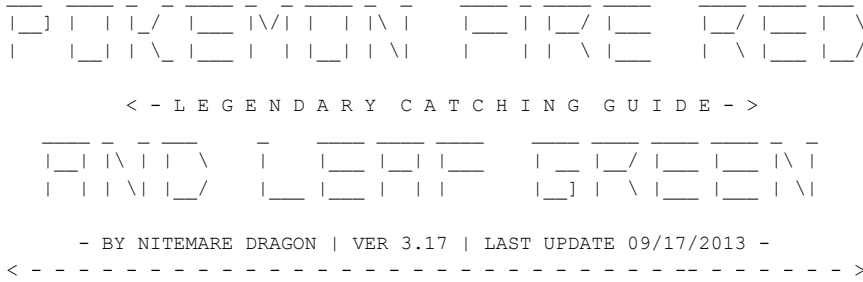 POKEMON FIRE RED
< - L E G E N D A R Y C A T C H I N G G U I D E - >
AND LEAF GREEN
- BY NITEMARE DRAGON | VER 3.17 | LAST UPDATE 09/17/2013 -
< - - - - - - - - - - - - - - - - - - - - - - - - - - - - -- - - - - - - >